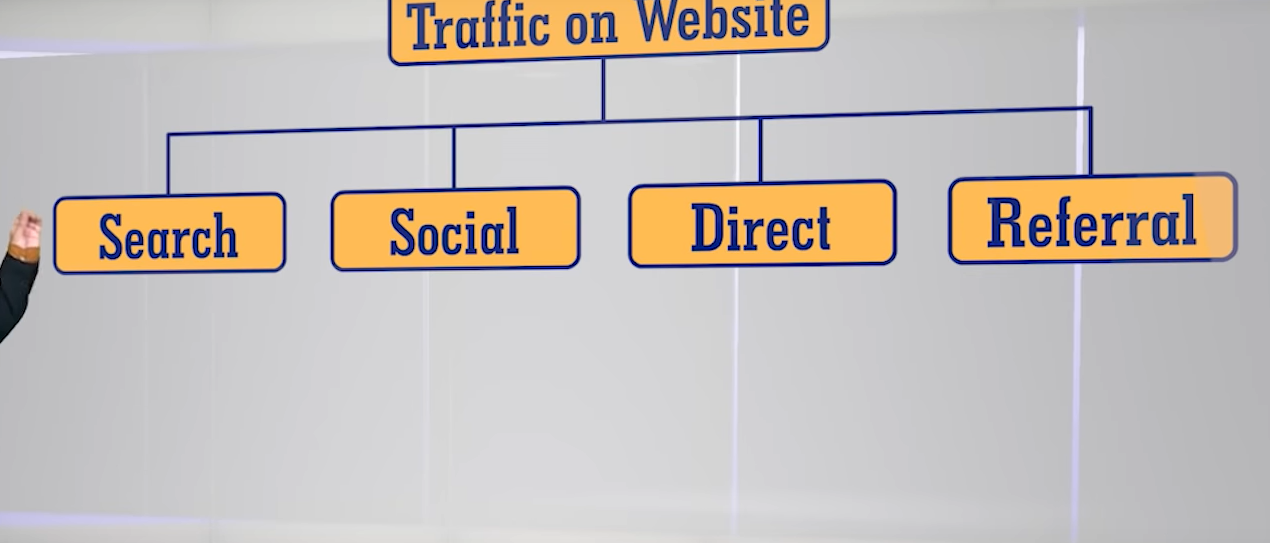 Traffic on Website
Search
Social
Direct
Referral